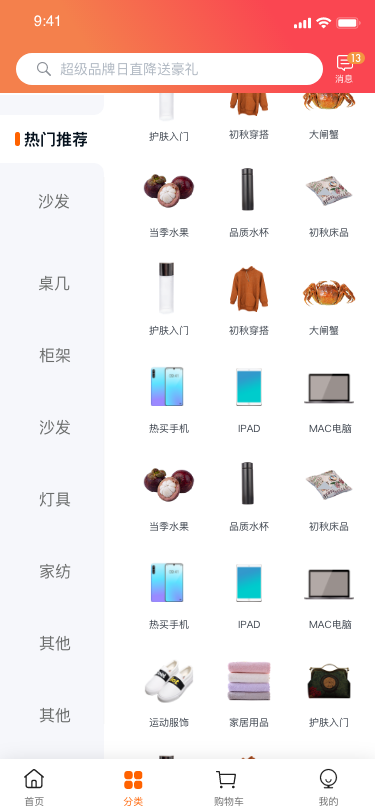 9:41
超级品牌日直降送豪礼
13
消息
护肤入门 初秋穿搭 大闸蟹
热门推荐
沙发
当季水果 品质水杯 初秋床品
桌几
护肤入门 初秋穿搭 大闸蟹
柜架
沙发
热买手机 IPAD MAC电脑
灯具
当季水果 品质水杯 初秋床品
家纺
热买手机 IPAD MAC电脑
其他
其他
运动服饰 家居用品 护肤入门
首页 分类 购物车 我的